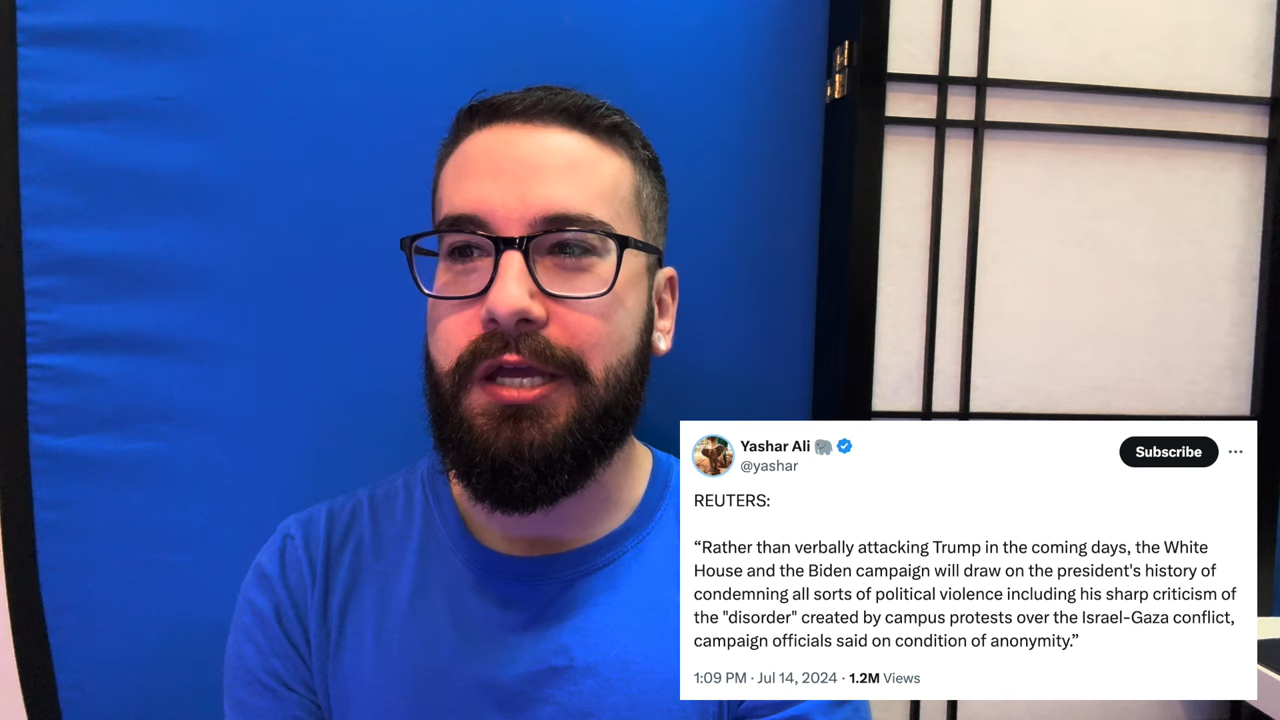 Yashar Ali 🐘
@yashar
Subscribe
REUTERS:
“Rather than verbally attacking Trump in the coming days, the White
House and the Biden campaign will draw on the president's history of
condemning all sorts of political violence including his sharp criticism of
the "disorder" created by campus protests over the Israel-Gaza conflict,
campaign officials said on condition of anonymity.”
1:09 PM · Jul 14, 2024 · 1.2M Views